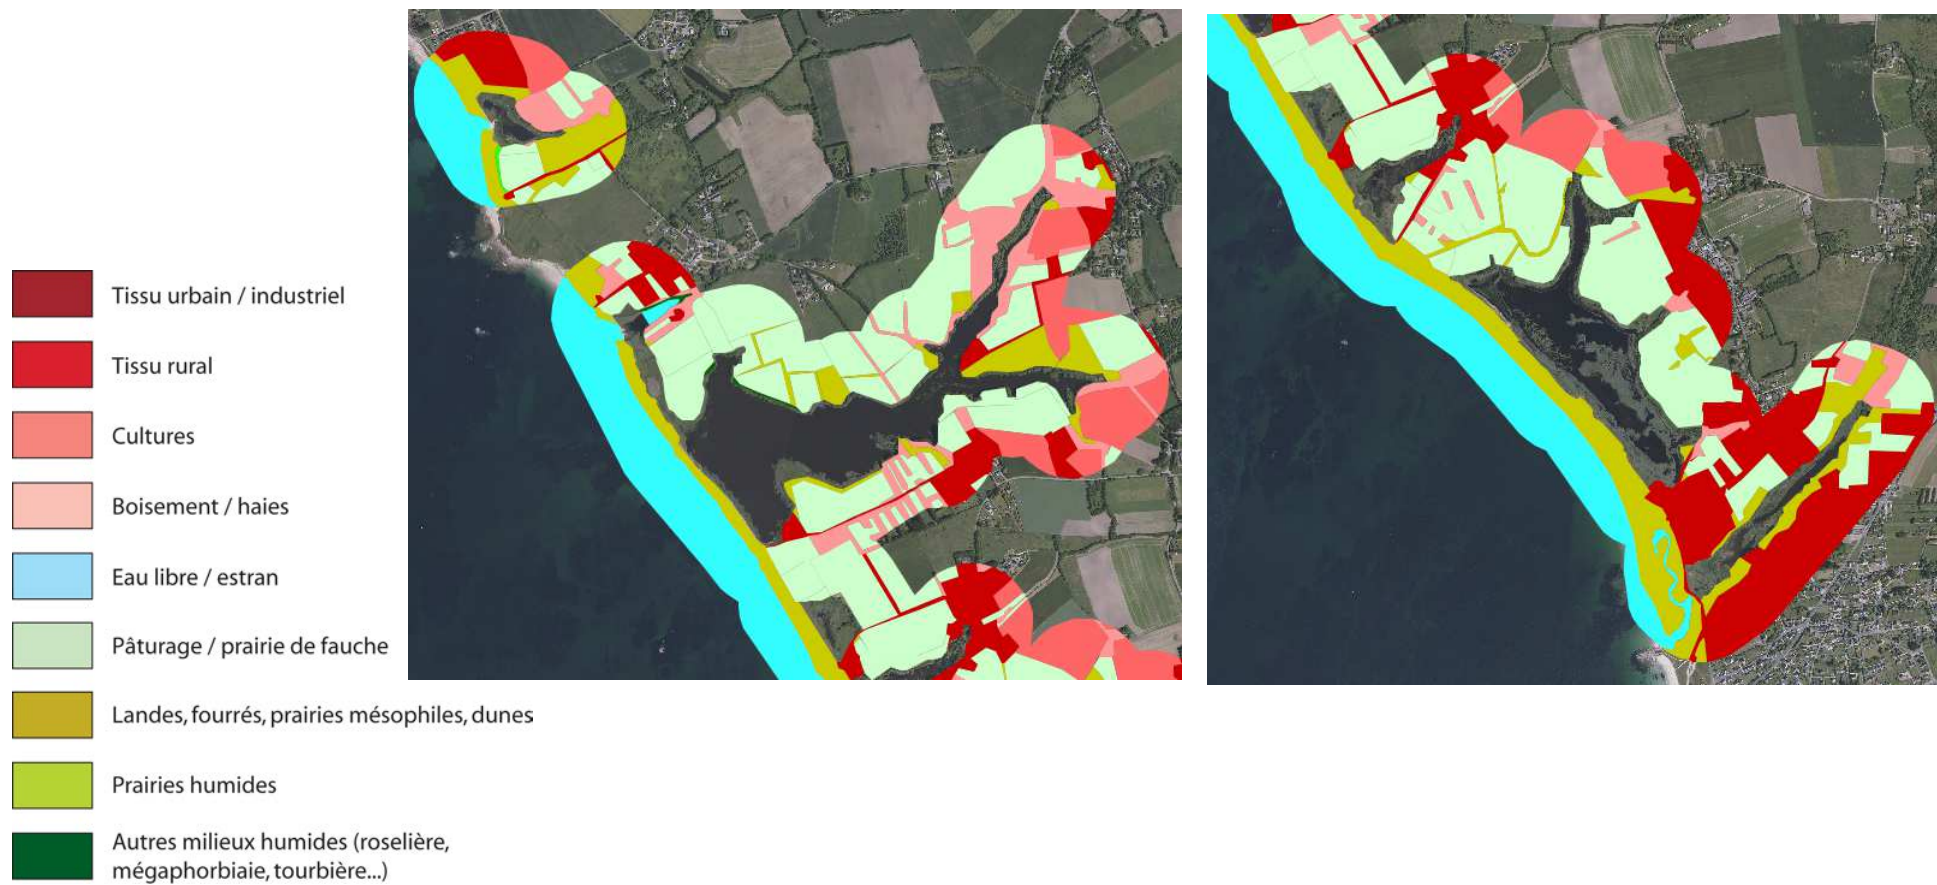 Tissu urbain / industriel
Tissu rural
Cultures
Boisement / haies
Eau libre / estran
Pâturage / prairie de fauche
Landes, fourrés, prairies mésophiles, dunes
Prairies humides
Autres milieux humides (roselière,
mégaphorbiaie, tourbière...)